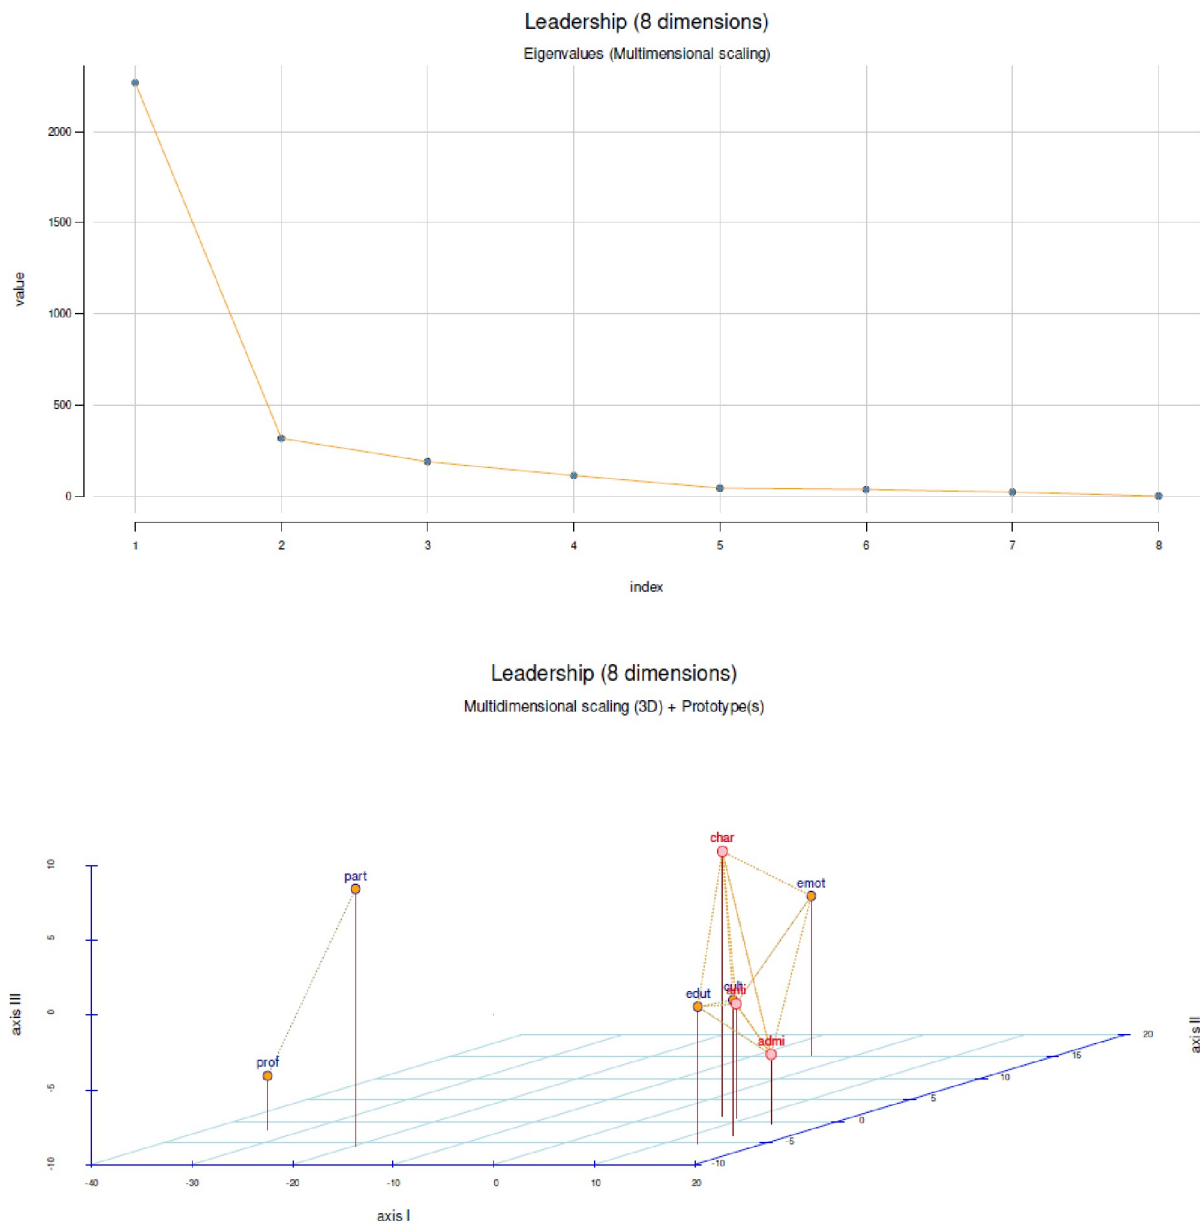 Leadership (8 dimensions)
Eigenvalues (Multimensional scaling)
2000
1500
1000
500
0
value
1 2 3 4 5 6 7 8
index
Leadership (8 dimensions)
Multidimensional scaling (3D) + Prototype(s)
char
part
emot
edut
cult
admi
prof
10
5
0
-5
-10
axis III
20
15
10
5
0
-5
-10
axis II
-40 -30 -20 -10 0 10 20
axis I